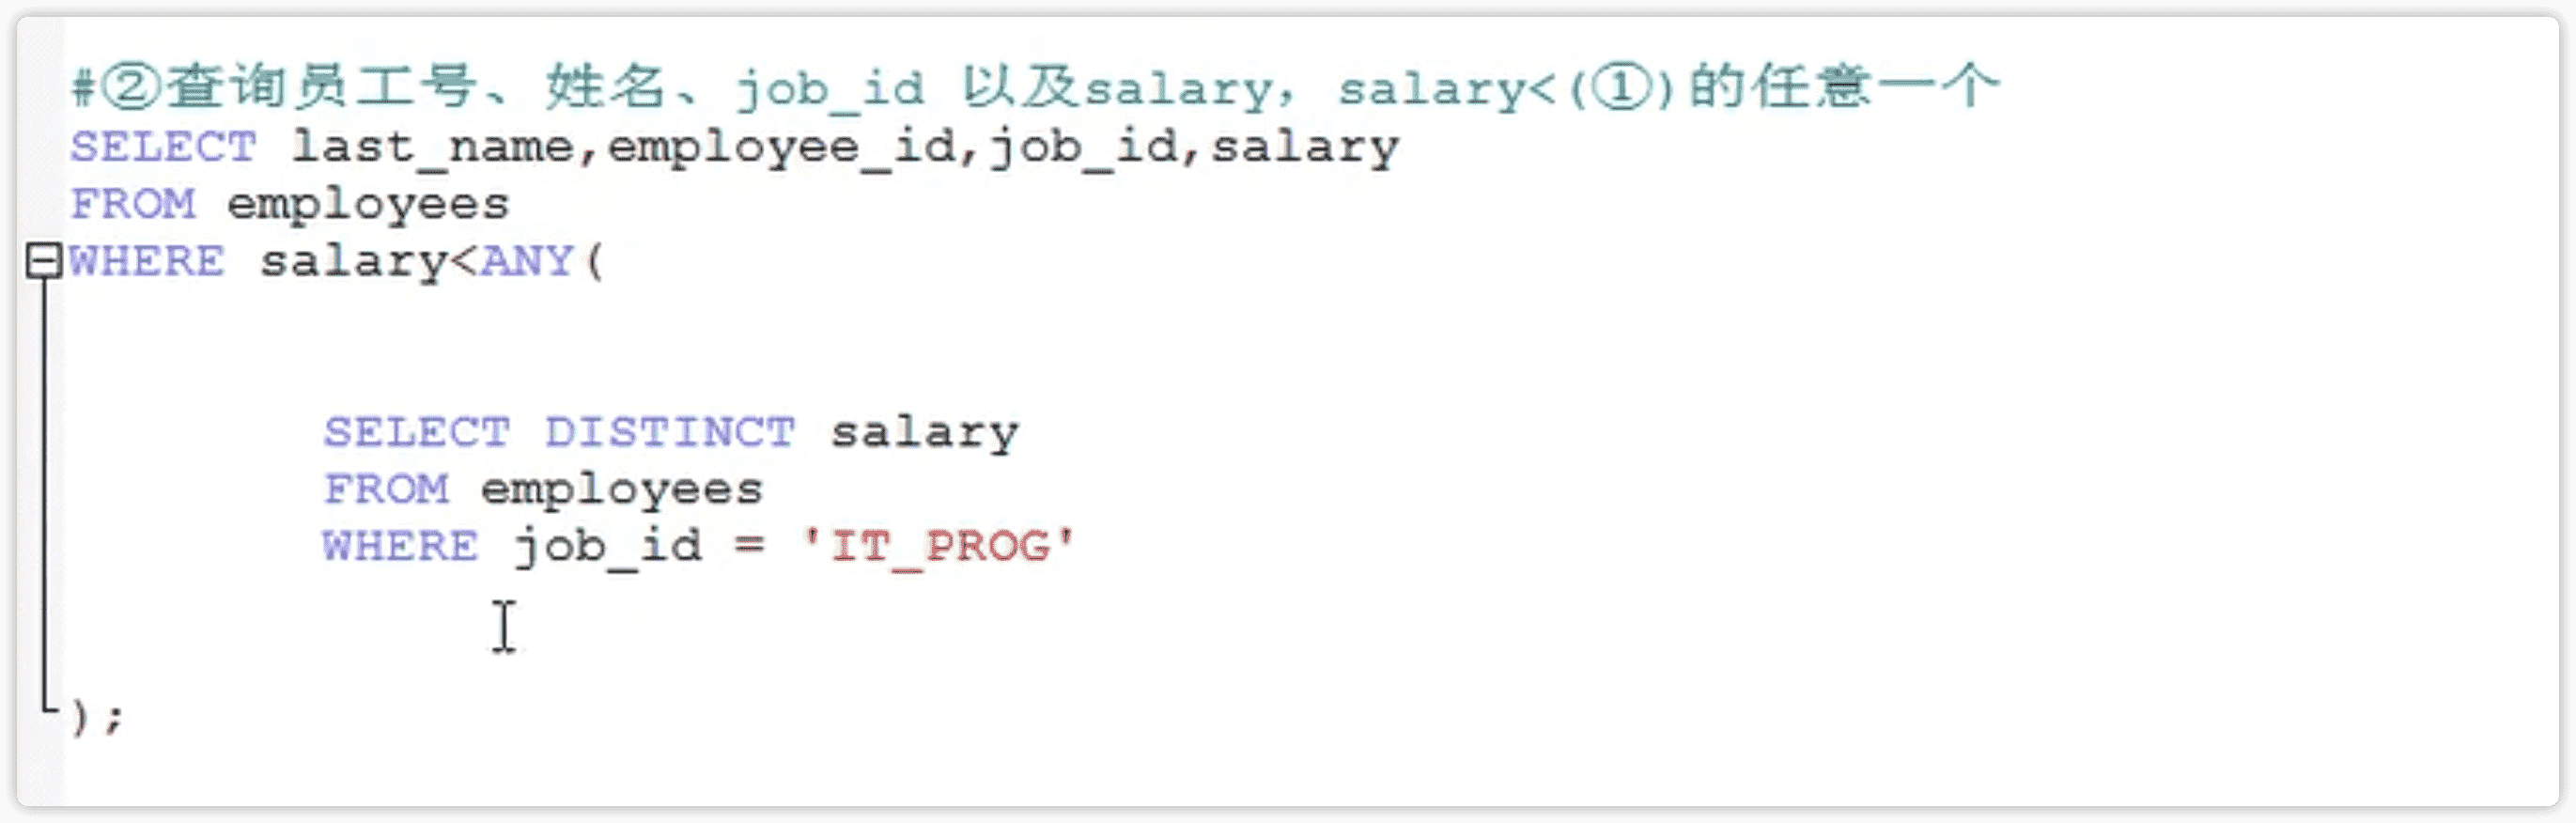 #②查询员工号、姓名、job_id 以及salary，salary<(①)的任意一个
SELECT last_name,employee_id,job_id,salary
FROM employees
WHERE salary<ANY(
SELECT DISTINCT salary
FROM employees
WHERE job_id = 'IT_PROG'
);